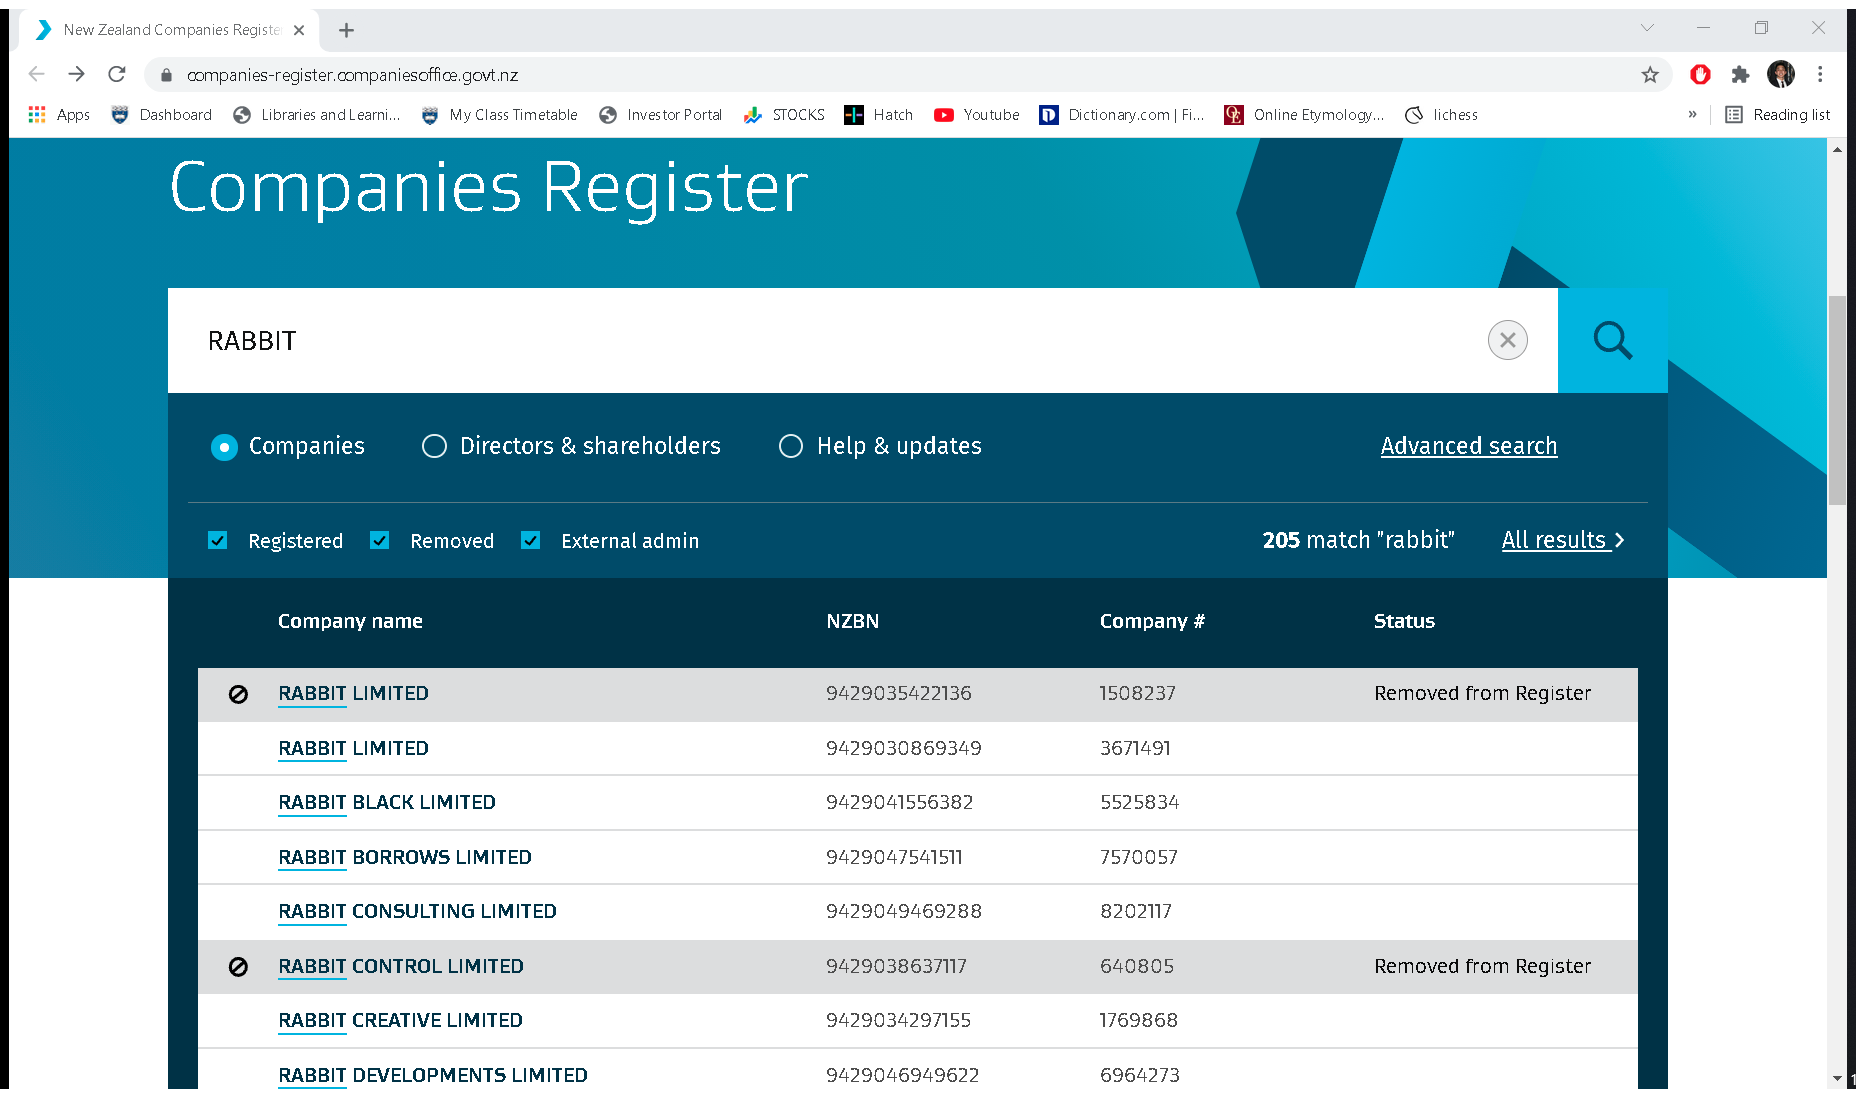 New Zealand Companies Registe
companies-register.companiesoffice.govt.nz
Apps Dashboard Libraries and Learni... My Class Timetable Investor Portal STOCKS Hatch Youtube Dictionary.com | Fi... Online Etymology... lichess » Reading list
Companies Register
RABBIT
Companies Directors & shareholders Help & updates Advanced search
Registered Removed External admin 205 match "rabbit" All results
Company name NZBN Company # Status
RABBIT LIMITED 9429035422136 1508237 Removed from Register
RABBIT LIMITED 9429030869349 3671491
RABBIT BLACK LIMITED 9429041556382 5525834
RABBIT BORROWS LIMITED 9429047541511 7570057
RABBIT CONSULTING LIMITED 9429049469288 8202117
RABBIT CONTROL LIMITED 9429038637117 640805 Removed from Register
RABBIT CREATIVE LIMITED 9429034297155 1769868
RABBIT DEVELOPMENTS LIMITED 9429046949622 6964273